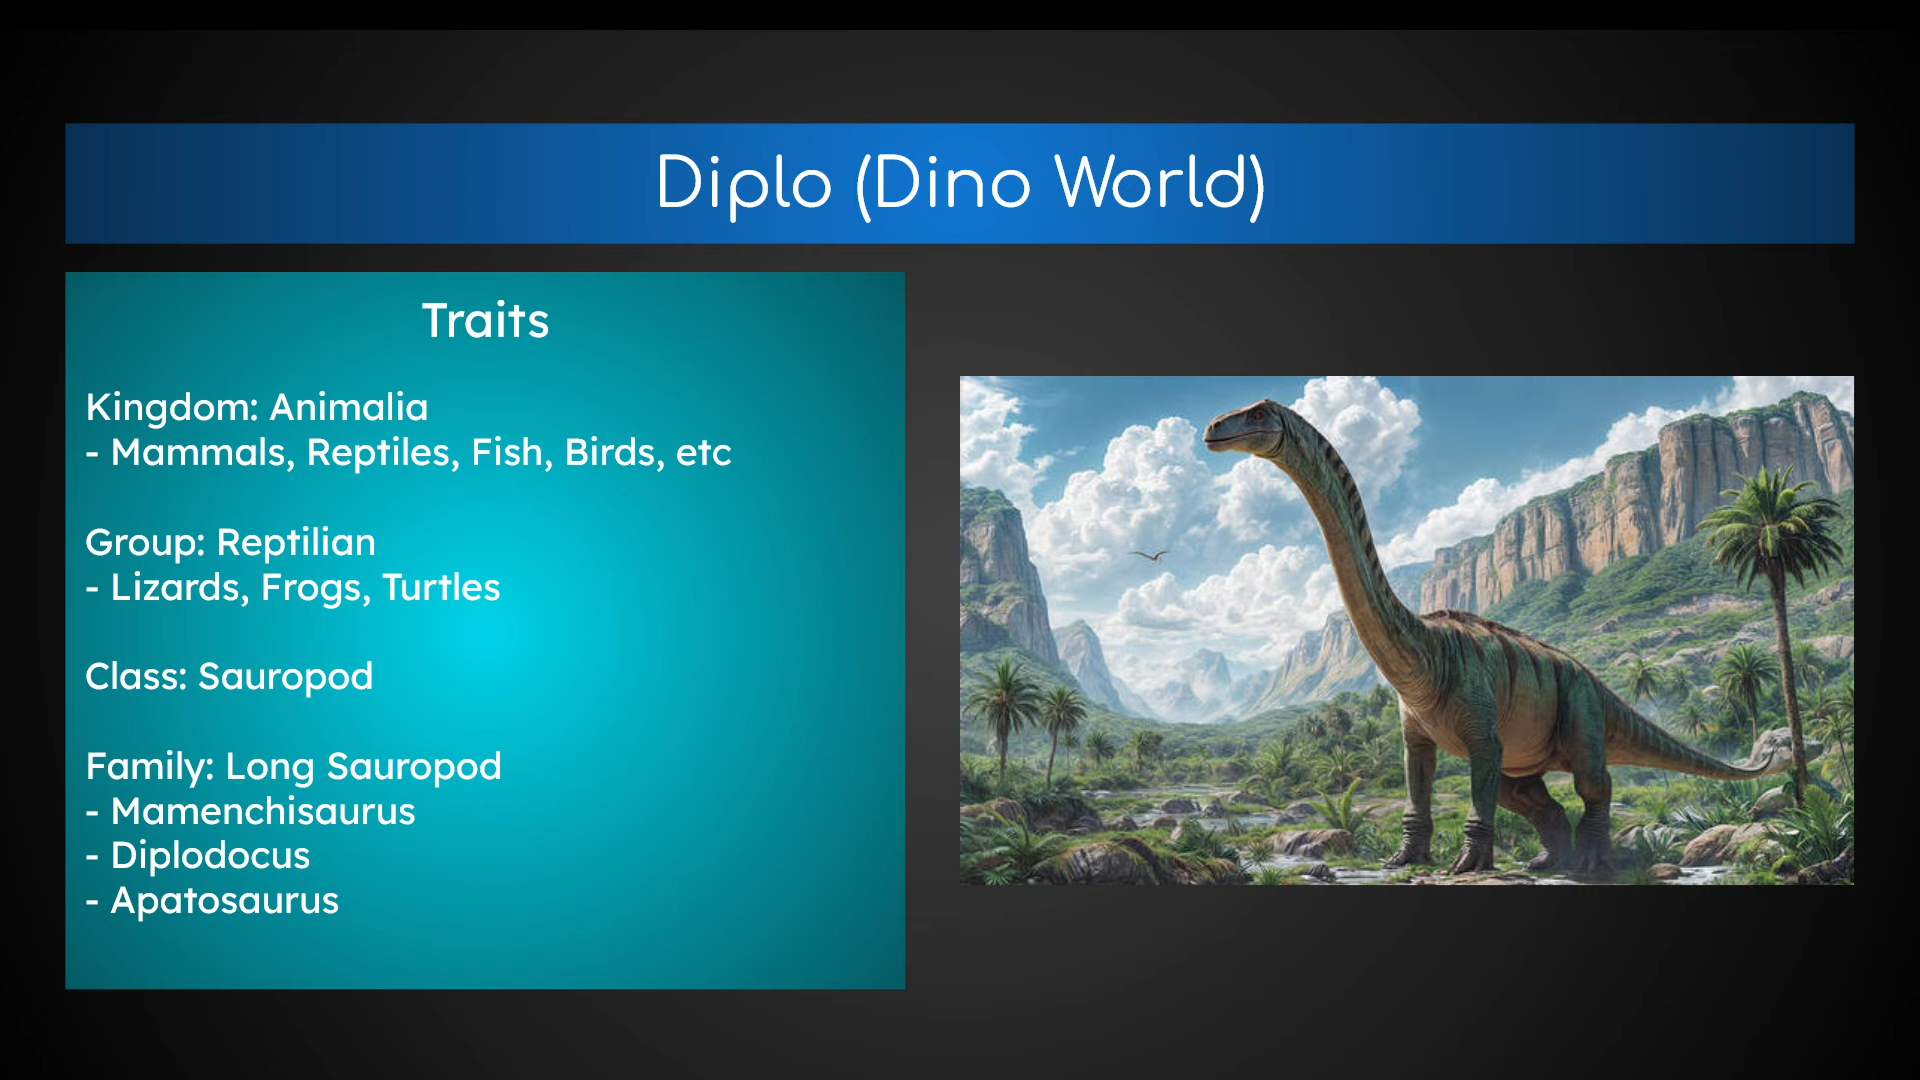 Diplo (Dino World)
Traits
Kingdom: Animalia
- Mammals, Reptiles, Fish, Birds, etc
Group: Reptilian
- Lizards, Frogs, Turtles
Class: Sauropod
Family: Long Sauropod
- Mamenchisaurus
- Diplodocus
- Apatosaurus